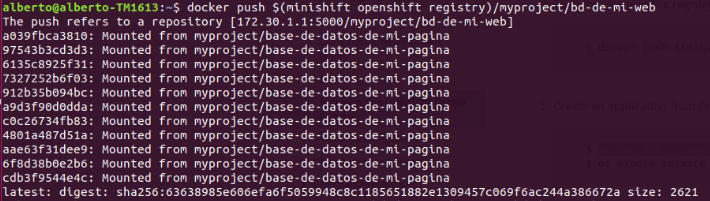 alberto@alberto-TM1613:~$ docker push $(minishift openshift registry)/myproject/bd-de-mi-web
The push refers to a repository [172.30.1.1:5000/myproject/bd-de-mi-web]
a039fbca3810: Mounted from myproject/base-de-datos-de-mi-pagina
97543b3cd3d3: Mounted from myproject/base-de-datos-de-mi-pagina
6135c8925f31: Mounted from myproject/base-de-datos-de-mi-pagina
7327252b6f03: Mounted from myproject/base-de-datos-de-mi-pagina
912b35b094bc: Mounted from myproject/base-de-datos-de-mi-pagina
a9d3f90d0dda: Mounted from myproject/base-de-datos-de-mi-pagina
c0c26734fb83: Mounted from myproject/base-de-datos-de-mi-pagina
4801a487d51a: Mounted from myproject/base-de-datos-de-mi-pagina
aae63f31dee9: Mounted from myproject/base-de-datos-de-mi-pagina
6f8d38b0e2b6: Mounted from myproject/base-de-datos-de-mi-pagina
cdb3f9544e4c: Mounted from myproject/base-de-datos-de-mi-pagina
latest: digest: sha256:63638985e606efa6f5059948c8c1185651882e1309457c069f6ac244a386672a size: 2621